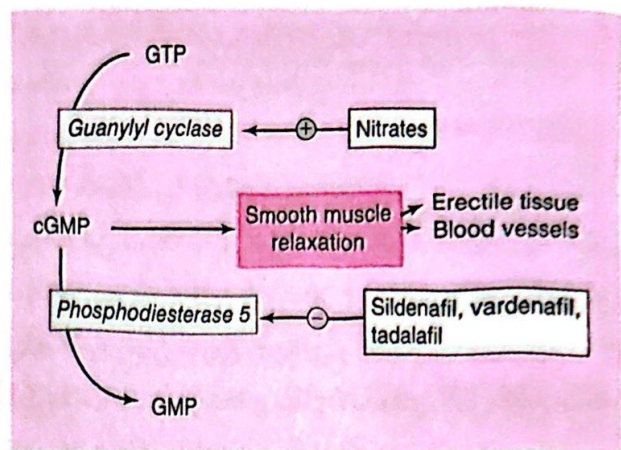 GTP
Guanylyl cyclase
+
Nitrates
cGMP
Smooth muscle
relaxation
Erectile tissue
Blood vessels
Phosphodiesterase 5
−
Sildenafil, vardenafil,
tadalafil
GMP